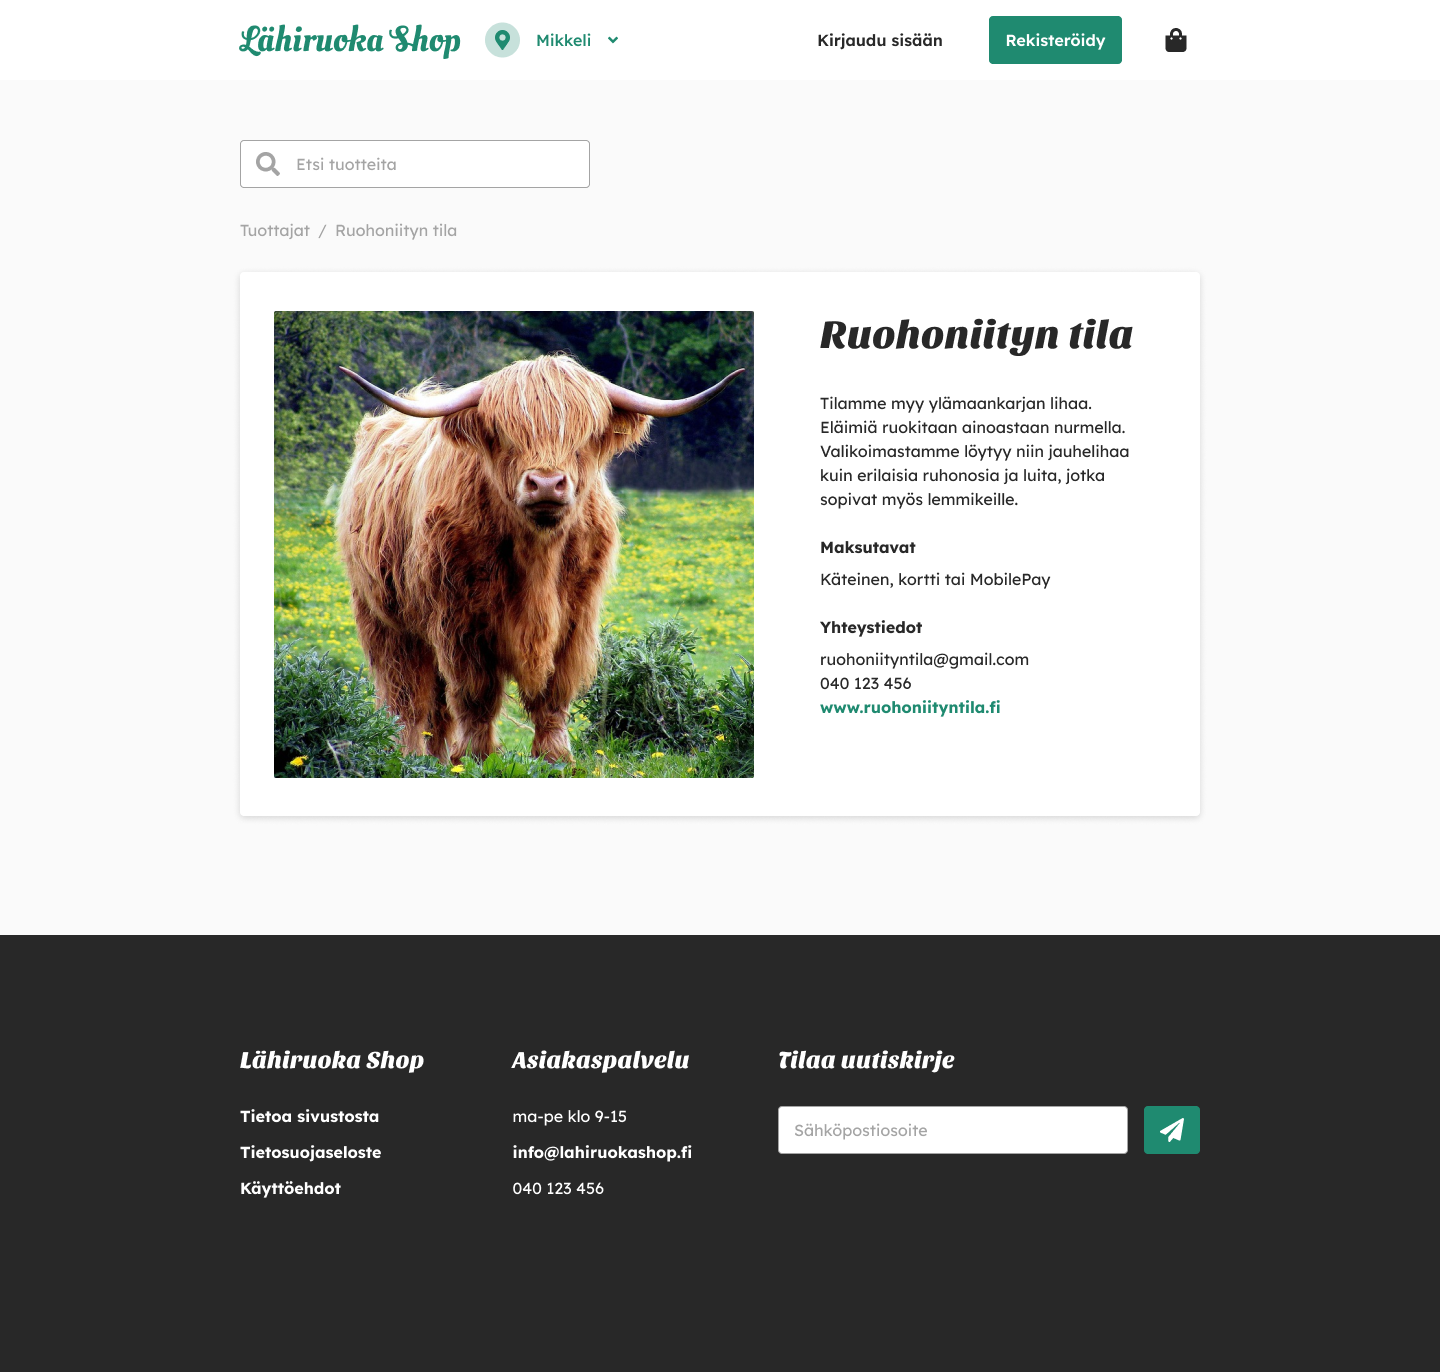 Lähiruoka Shop
Mikkeli
Kirjaudu sisään
Rekisteröidy
Etsi tuotteita
Tuottajat / Ruohoniityn tila
Ruohoniityn tila
Tilamme myy ylämaankarjan lihaa.
Eläimiä ruokitaan ainoastaan nurmella.
Valikoimastamme löytyy niin jauhelihaa
kuin erilaisia ruhonosia ja luita, jotka
sopivat myös lemmikeille.
Maksutavat
Käteinen, kortti tai MobilePay
Yhteystiedot
ruohoniityntila@gmail.com
040 123 456
www.ruohoniityntila.fi
Lähiruoka Shop
Tietoa sivustosta
Tietosuojaseloste
Käyttöehdot
Asiakaspalvelu
ma-pe klo 9-15
info@lahiruokashop.fi
040 123 456
Tilaa uutiskirje
Sähköpostiosoite